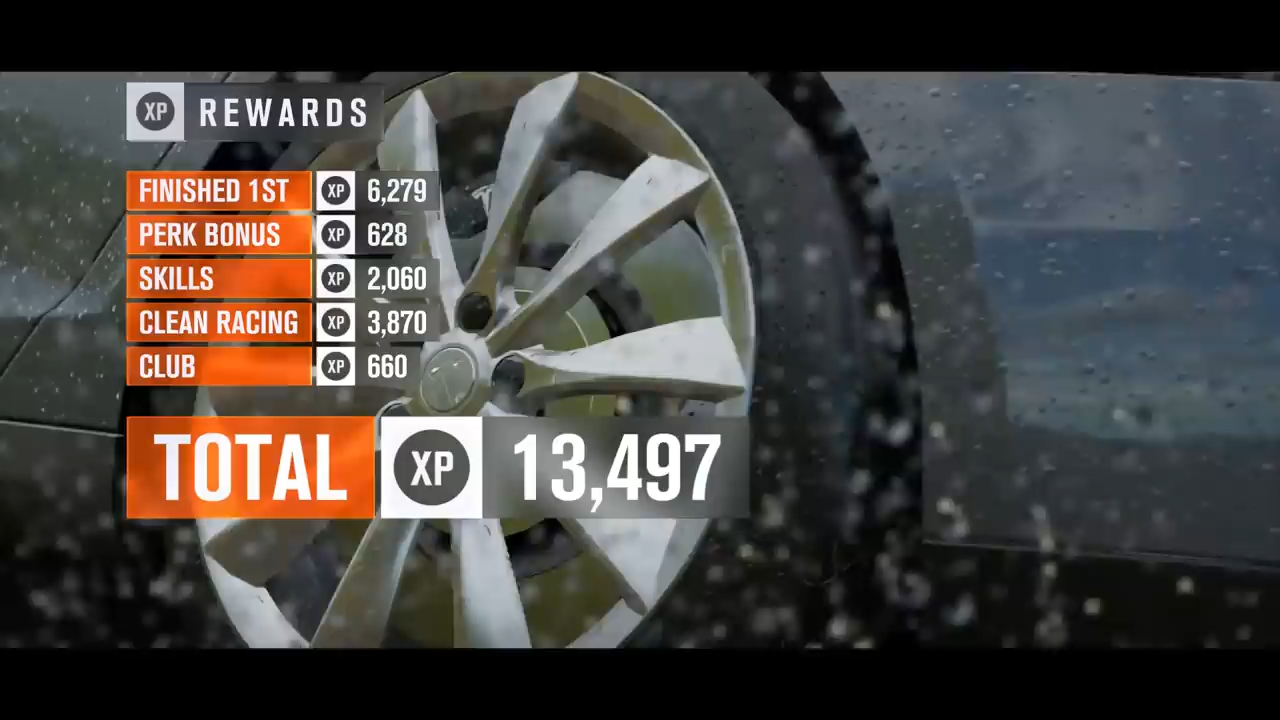 XP REWARDS
FINISHED 1ST XP 6,279
PERK BONUS XP 628
SKILLS XP 2,060
CLEAN RACING XP 3,870
CLUB XP 660
TOTAL XP 13,497